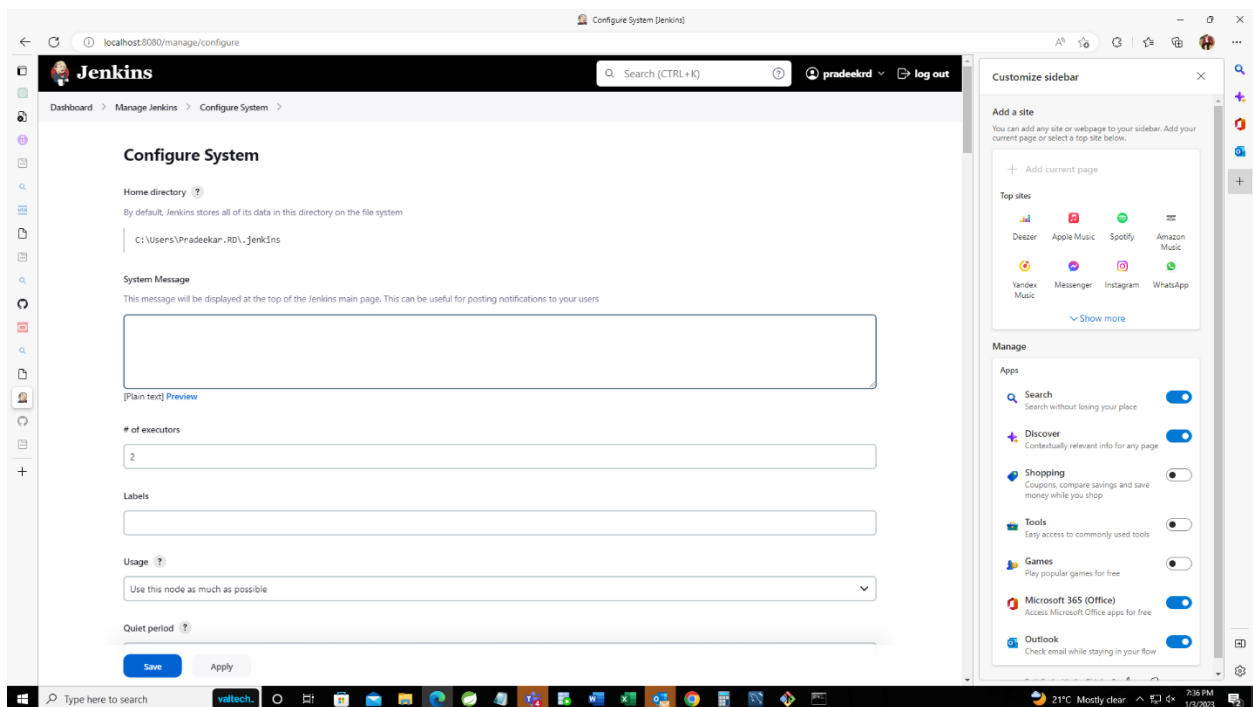 Configure System [Jenkins]
localhost:8080/manage/configure
Jenkins
Search (CTRL+K)
pradeekrd
log out
Dashboard > Manage Jenkins > Configure System >
Configure System
Home directory ?
By default, Jenkins stores all of its data in this directory on the file system
C:\Users\Pradeekar.RD\.jenkins
System Message
This message will be displayed at the top of the Jenkins main page. This can be useful for posting notifications to your users
[Plain text] Preview
# of executors
2
Labels
Usage ?
Use this node as much as possible
Quiet period ?
Save
Apply
Customize sidebar
Add a site
You can add any site or webpage to your sidebar. Add your
current page or select a top site below.
Add current page
Top sites
Deezer
Apple Music
Spotify
Amazon
Music
Yandex
Music
Messenger
Instagram
WhatsApp
Show more
Manage
Apps
Search
Search without losing your place
Discover
Contextually relevant info for any page
Shopping
Coupons, compare savings and save
money while you shop
Tools
Easy access to commonly used tools
Games
Play popular games for free
Microsoft 365 (Office)
Access Microsoft Office apps for free
Outlook
Check email while staying in your flow
Type here to search
valtech_
21°C Mostly clear
7:36 PM
1/3/2023